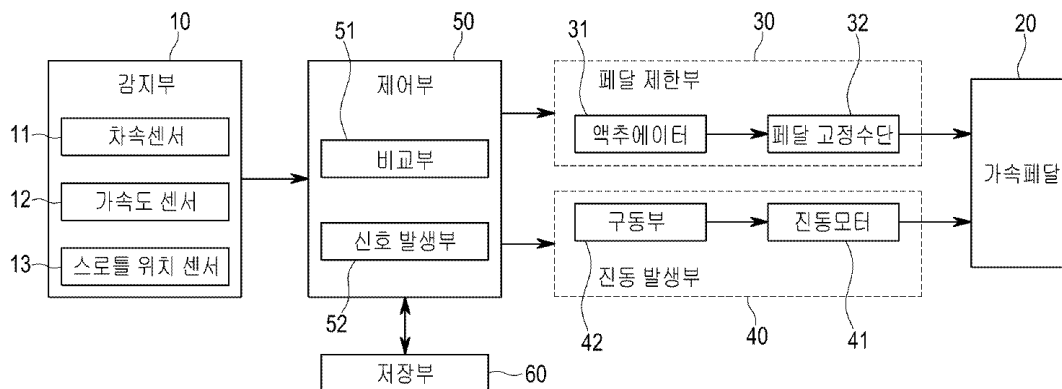 10
감지부
11
차속센서
12
가속도 센서
13
스로틀 위치 센서
51
50
제어부
비교부
신호 발생부
52
저장부
60
31
30
32
페달 제한부
액추에이터
페달 고정수단
구동부
진동모터
진동 발생부
42
40
41
20
가속페달